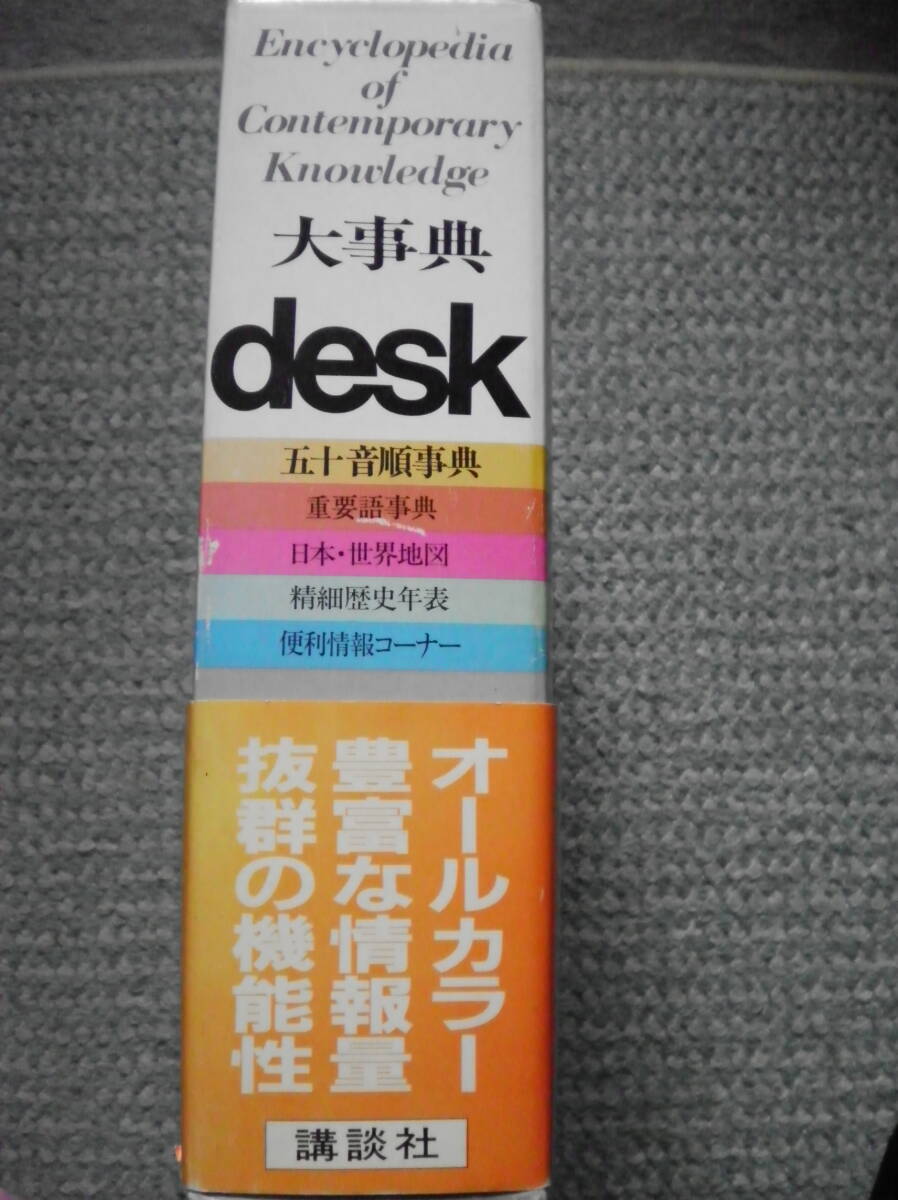 Encyclopedia
of
Contemporary
Knowledge
大事典
desk
五十音順事典
重要語事典
日本・世界地図
精細歴史年表
便利情報コーナー
オールカラー
豊富な情報量
抜群の機能性
講談社